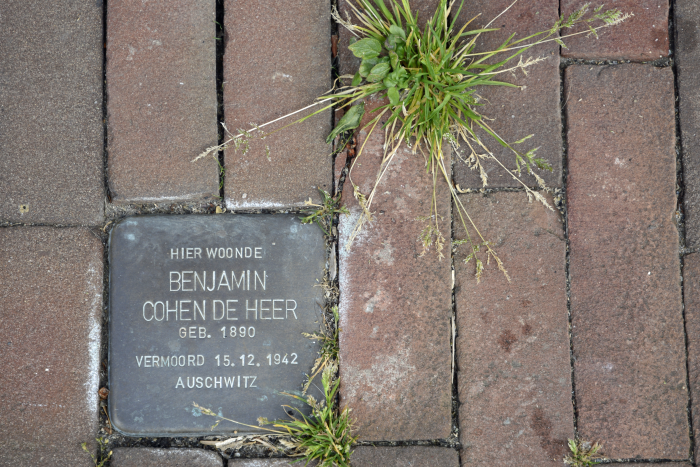 HIER WOONDE
BENJAMIN
COHEN DE HEER
GEB. 1890
VERMOORD 15.12.1942
AUSCHWITZ